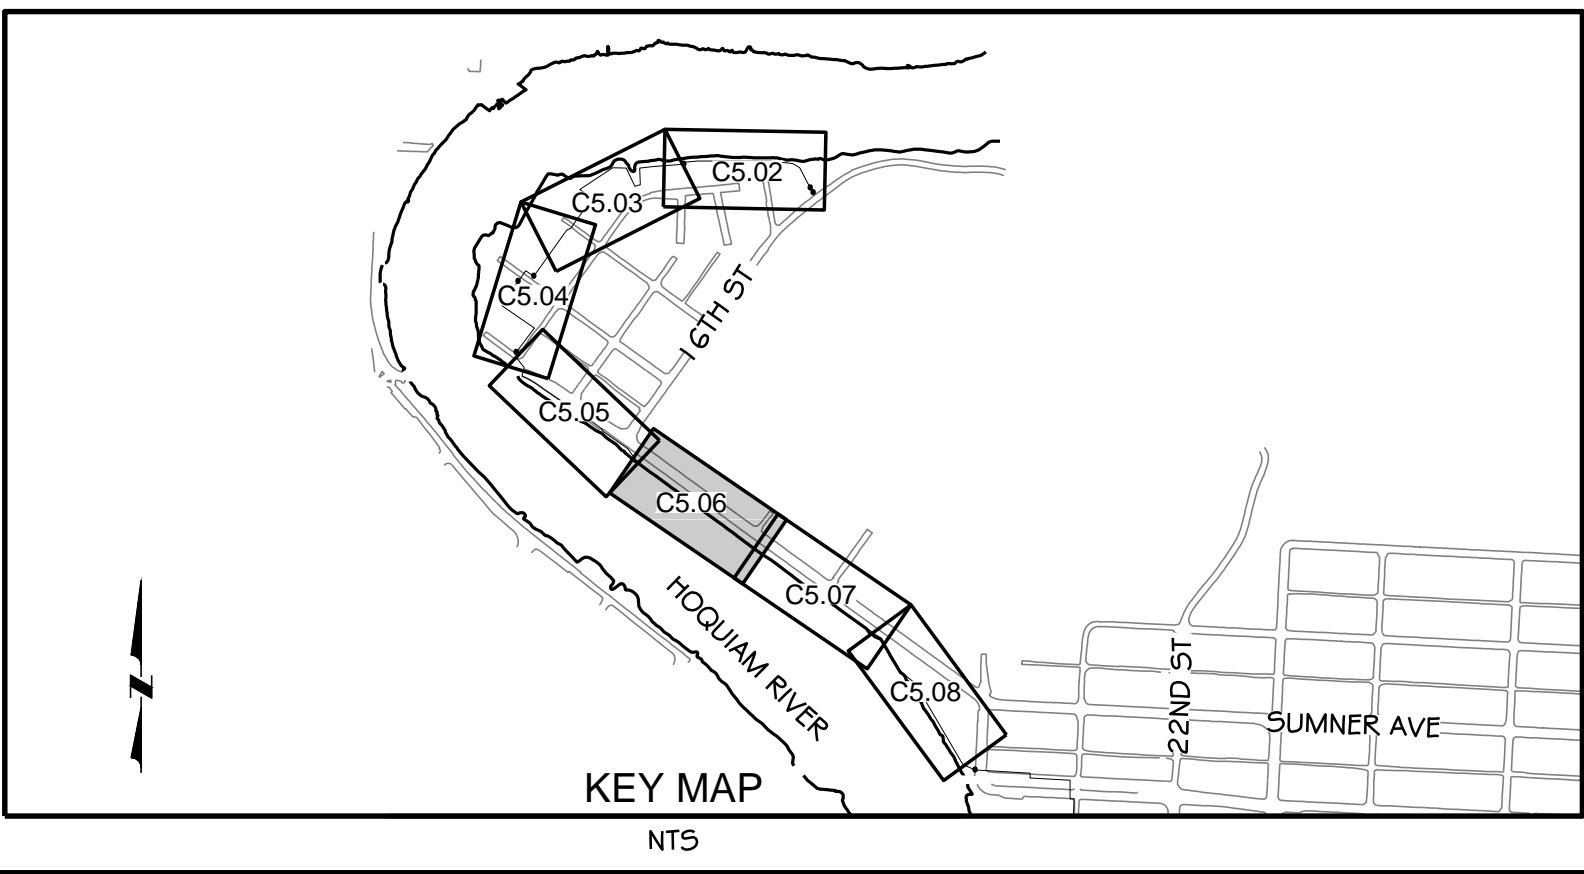 C5.02
C5.03
C5.04
16TH ST
C5.05
C5.06
C5.07
HOQUIAM RIVER
C5.08
22ND ST
SUMNER AVE
Z
KEY MAP
NTS